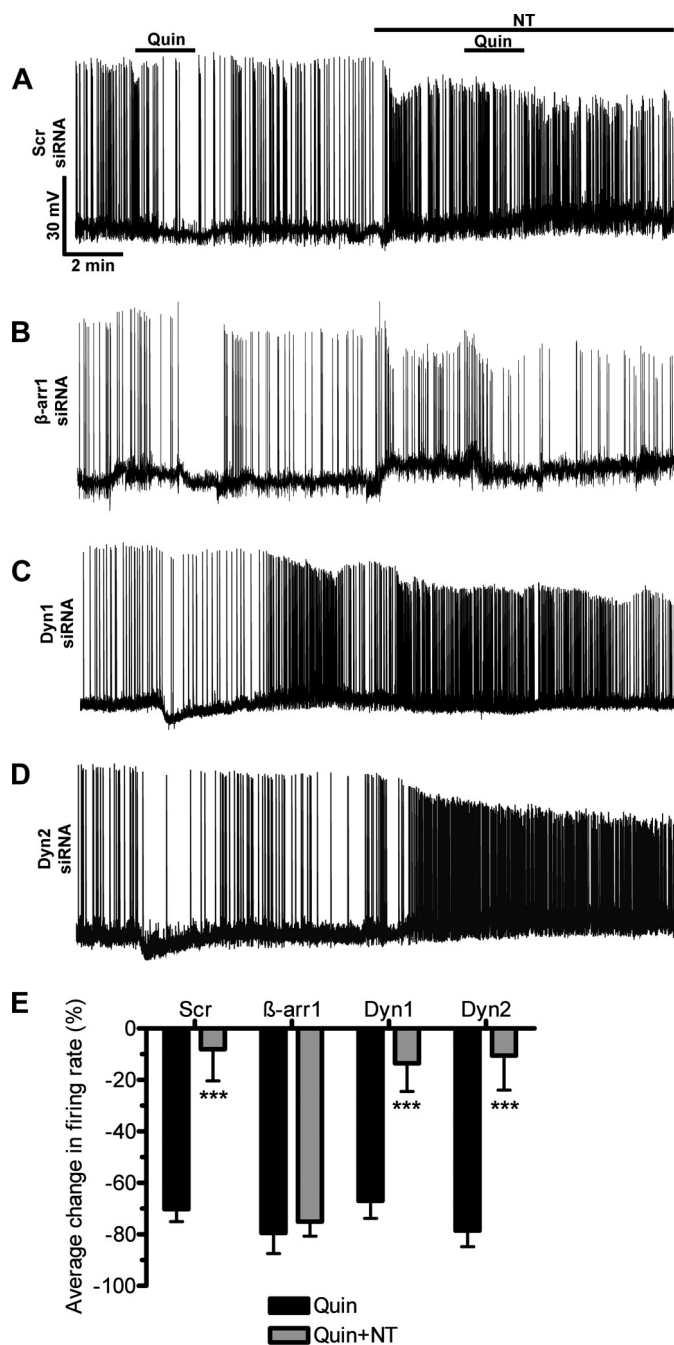 NT
Quin Quin
A
Scr
siRNA
30 mV
2 min
B
β-arr1
siRNA
C
Dyn1
siRNA
D
Dyn2
siRNA
E
Scr ß-arr1 Dyn1 Dyn2
Average change in firing rate (%)
0
-20
-40
-60
-80
-100
*** *** ***
Quin
Quin+NT